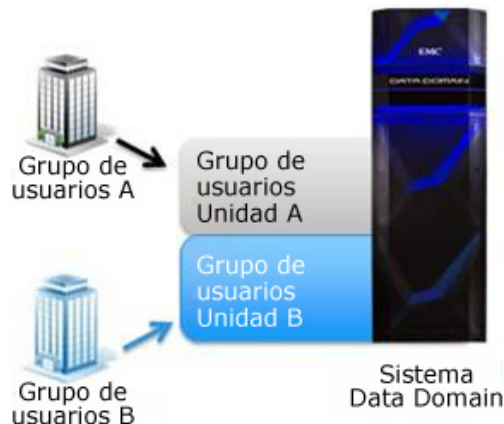 EMC²
DATA DOMAIN
Grupo de
usuarios A
Grupo de
usuarios
Unidad A
Grupo de
usuarios
Unidad B
Grupo de
usuarios B
Sistema
Data Domain